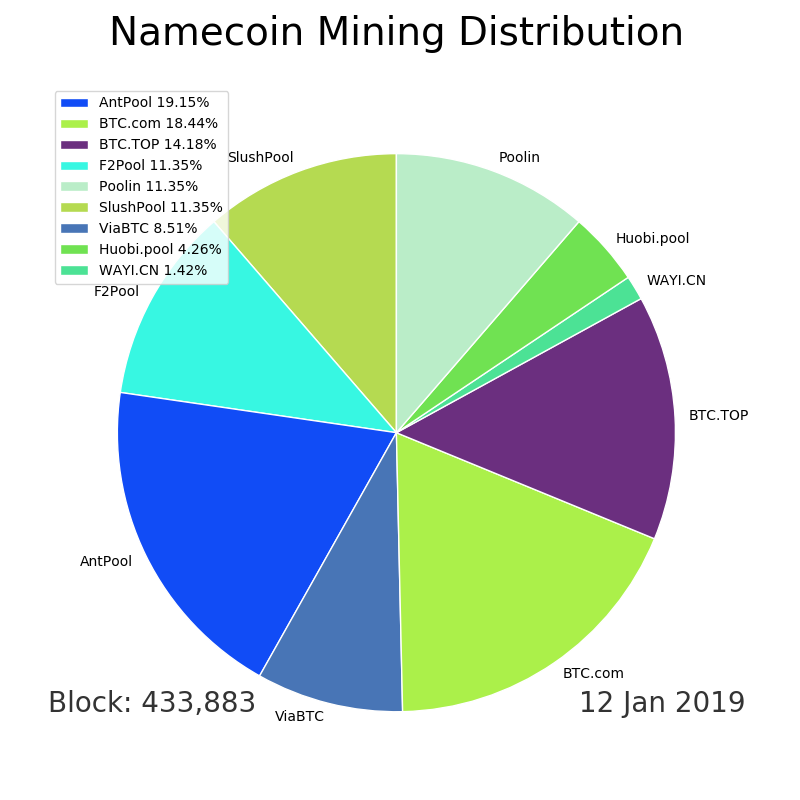 Namecoin Mining Distribution
AntPool 19.15%
BTC.com 18.44%
BTC.TOP 14.18%
F2Pool 11.35%
Poolin 11.35%
SlushPool 11.35%
ViaBTC 8.51%
Huobi.pool 4.26%
WAYI.CN 1.42%
SlushPool
Poolin
Huobi.pool
WAYI.CN
F2Pool
BTC.TOP
AntPool
BTC.com
ViaBTC
Block: 433,883
12 Jan 2019